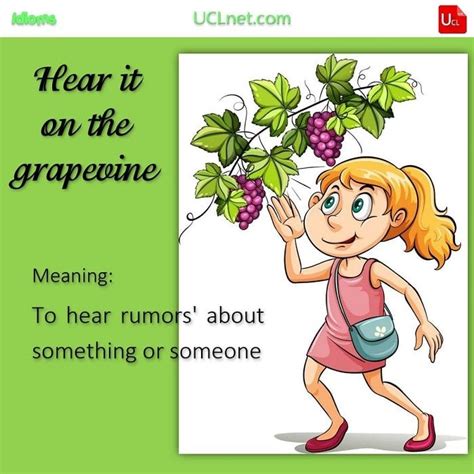 Idioms
UCLnet.com
UCL
Hear it
on the
grapevine
Meaning:
To hear rumors' about
something or someone